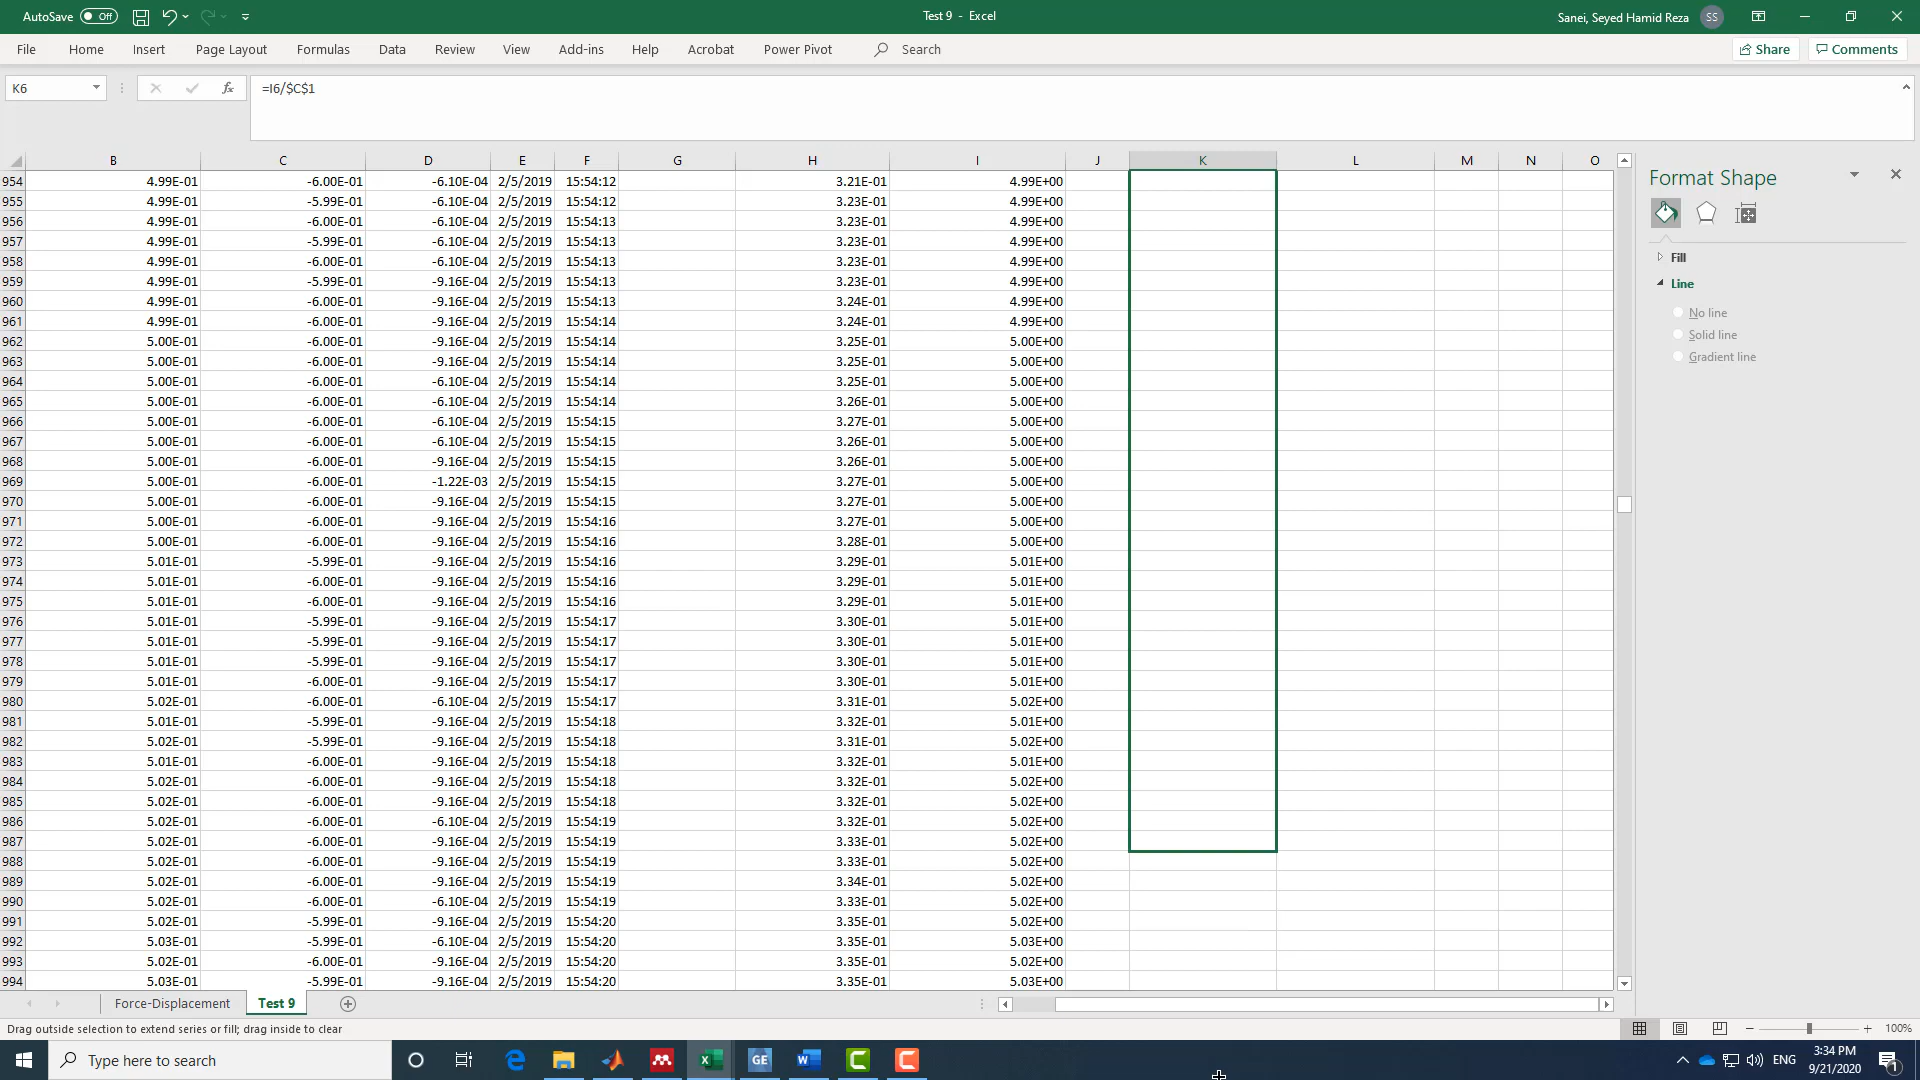 AutoSave Off
Test 9 - Excel
Sanei, Seyed Hamid Reza SS
File Home Insert Page Layout Formulas Data Review View Add-ins Help Acrobat Power Pivot Search Share Comments
K6 fx =I6/$C$1
B C D E F G H I J K L M N O
954 4.99E-01 -6.00E-01 -6.10E-04 2/5/2019 15:54:12 3.21E-01 4.99E+00
955 4.99E-01 -5.99E-01 -6.10E-04 2/5/2019 15:54:12 3.23E-01 4.99E+00
956 4.99E-01 -6.00E-01 -6.10E-04 2/5/2019 15:54:13 3.23E-01 4.99E+00
957 4.99E-01 -5.99E-01 -6.10E-04 2/5/2019 15:54:13 3.23E-01 4.99E+00
958 4.99E-01 -6.00E-01 -6.10E-04 2/5/2019 15:54:13 3.23E-01 4.99E+00
959 4.99E-01 -5.99E-01 -9.16E-04 2/5/2019 15:54:13 3.23E-01 4.99E+00
960 4.99E-01 -6.00E-01 -9.16E-04 2/5/2019 15:54:13 3.24E-01 4.99E+00
961 4.99E-01 -6.00E-01 -9.16E-04 2/5/2019 15:54:14 3.24E-01 4.99E+00
962 5.00E-01 -6.00E-01 -9.16E-04 2/5/2019 15:54:14 3.25E-01 5.00E+00
963 5.00E-01 -6.00E-01 -9.16E-04 2/5/2019 15:54:14 3.25E-01 5.00E+00
964 5.00E-01 -6.00E-01 -6.10E-04 2/5/2019 15:54:14 3.25E-01 5.00E+00
965 5.00E-01 -6.00E-01 -6.10E-04 2/5/2019 15:54:14 3.26E-01 5.00E+00
966 5.00E-01 -6.00E-01 -6.10E-04 2/5/2019 15:54:15 3.27E-01 5.00E+00
967 5.00E-01 -6.00E-01 -6.10E-04 2/5/2019 15:54:15 3.26E-01 5.00E+00
968 5.00E-01 -6.00E-01 -9.16E-04 2/5/2019 15:54:15 3.26E-01 5.00E+00
969 5.00E-01 -6.00E-01 -1.22E-03 2/5/2019 15:54:15 3.27E-01 5.00E+00
970 5.00E-01 -6.00E-01 -9.16E-04 2/5/2019 15:54:15 3.27E-01 5.00E+00
971 5.00E-01 -6.00E-01 -9.16E-04 2/5/2019 15:54:16 3.27E-01 5.00E+00
972 5.00E-01 -6.00E-01 -9.16E-04 2/5/2019 15:54:16 3.28E-01 5.00E+00
973 5.01E-01 -5.99E-01 -9.16E-04 2/5/2019 15:54:16 3.29E-01 5.01E+00
974 5.01E-01 -6.00E-01 -9.16E-04 2/5/2019 15:54:16 3.29E-01 5.01E+00
975 5.01E-01 -6.00E-01 -9.16E-04 2/5/2019 15:54:16 3.29E-01 5.01E+00
976 5.01E-01 -5.99E-01 -9.16E-04 2/5/2019 15:54:17 3.30E-01 5.01E+00
977 5.01E-01 -5.99E-01 -9.16E-04 2/5/2019 15:54:17 3.30E-01 5.01E+00
978 5.01E-01 -5.99E-01 -9.16E-04 2/5/2019 15:54:17 3.30E-01 5.01E+00
979 5.01E-01 -6.00E-01 -9.16E-04 2/5/2019 15:54:17 3.30E-01 5.01E+00
980 5.02E-01 -6.00E-01 -6.10E-04 2/5/2019 15:54:17 3.31E-01 5.02E+00
981 5.01E-01 -5.99E-01 -9.16E-04 2/5/2019 15:54:18 3.32E-01 5.01E+00
982 5.02E-01 -5.99E-01 -9.16E-04 2/5/2019 15:54:18 3.31E-01 5.02E+00
983 5.01E-01 -6.00E-01 -9.16E-04 2/5/2019 15:54:18 3.32E-01 5.01E+00
984 5.02E-01 -6.00E-01 -9.16E-04 2/5/2019 15:54:18 3.32E-01 5.02E+00
985 5.02E-01 -6.00E-01 -9.16E-04 2/5/2019 15:54:18 3.32E-01 5.02E+00
986 5.02E-01 -6.00E-01 -6.10E-04 2/5/2019 15:54:19 3.32E-01 5.02E+00
987 5.02E-01 -6.00E-01 -9.16E-04 2/5/2019 15:54:19 3.33E-01 5.02E+00
988 5.02E-01 -6.00E-01 -9.16E-04 2/5/2019 15:54:19 3.33E-01 5.02E+00
989 5.02E-01 -6.00E-01 -9.16E-04 2/5/2019 15:54:19 3.34E-01 5.02E+00
990 5.02E-01 -6.00E-01 -6.10E-04 2/5/2019 15:54:19 3.33E-01 5.02E+00
991 5.02E-01 -5.99E-01 -9.16E-04 2/5/2019 15:54:20 3.35E-01 5.02E+00
992 5.03E-01 -5.99E-01 -6.10E-04 2/5/2019 15:54:20 3.35E-01 5.03E+00
993 5.02E-01 -6.00E-01 -9.16E-04 2/5/2019 15:54:20 3.35E-01 5.02E+00
994 5.03E-01 -5.99E-01 -9.16E-04 2/5/2019 15:54:20 3.35E-01 5.03E+00
Format Shape
Fill
Line
No line
Solid line
Gradient line
Force-Displacement Test 9
Drag outside selection to extend series or fill; drag inside to clear
100%
Type here to search
GE
ENG
3:34 PM
9/21/2020
1